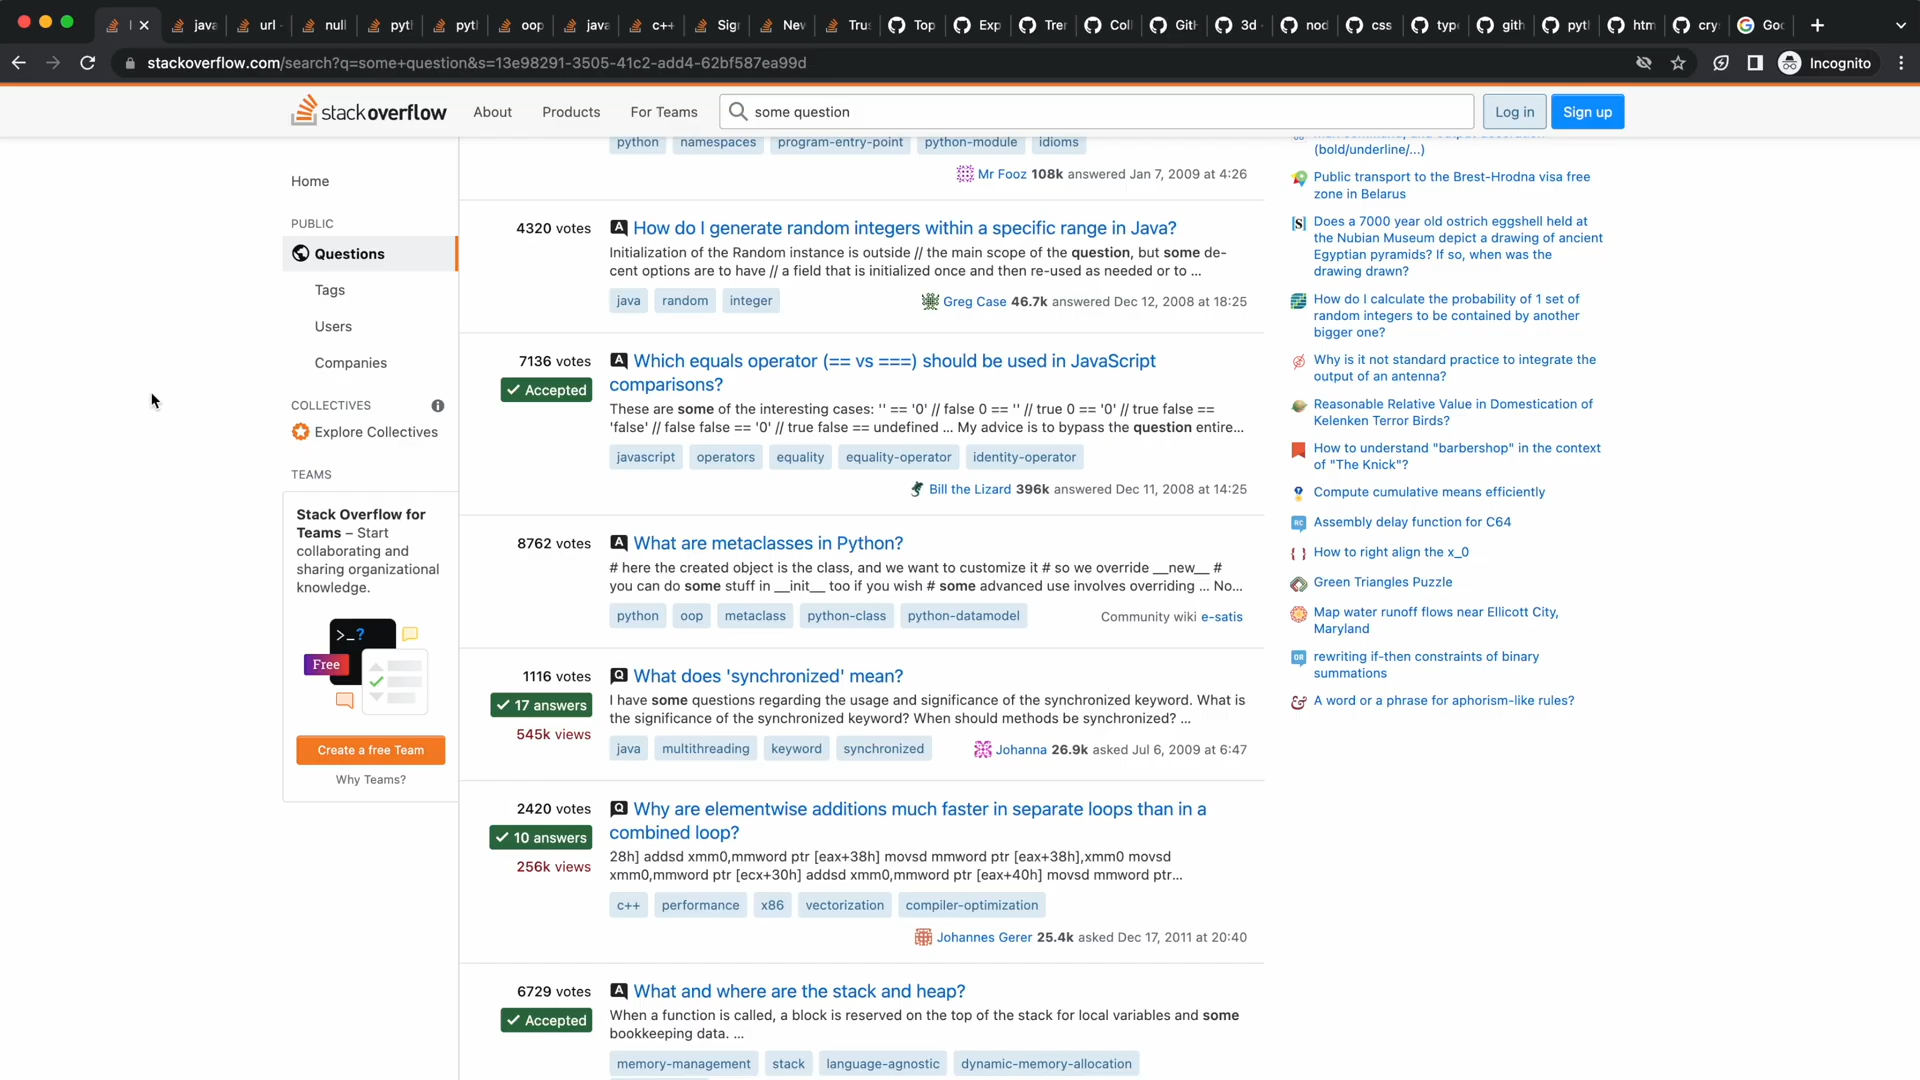 java
url
null
pyt
pyt
oop
java
c++
Sig
Nev
Tru
Top
Exp
Tre
Coll
Gitl
3d
nod
css
type
gith
pyt
htm
cry
Goc
stackoverflow.com/search?q=some+question&s=13e98291-3505-41c2-add4-62bf587ea99d
Incognito
stackoverflow
About
Products
For Teams
some question
Log in
Sign up
Home
PUBLIC
Questions
Tags
Users
Companies
COLLECTIVES
Explore Collectives
TEAMS
Stack Overflow for
Teams – Start
collaborating and
sharing organizational
knowledge.
>_?
Free
Create a free Team
Why Teams?
python namespaces program-entry-point python-module idioms
Mr Fooz 108k answered Jan 7, 2009 at 4:26
4320 votes
How do I generate random integers within a specific range in Java?
Initialization of the Random instance is outside // the main scope of the question, but some de-
cent options are to have // a field that is initialized once and then re-used as needed or to ...
java random integer
Greg Case 46.7k answered Dec 12, 2008 at 18:25
7136 votes
Accepted
Which equals operator (== vs ===) should be used in JavaScript
comparisons?
These are some of the interesting cases: '' == '0' // false 0 == '' // true 0 == '0' // true false ==
'false' // false false == '0' // true false == undefined ... My advice is to bypass the question entire...
javascript operators equality equality-operator identity-operator
Bill the Lizard 396k answered Dec 11, 2008 at 14:25
8762 votes
What are metaclasses in Python?
# here the created object is the class, and we want to customize it # so we override __new__ #
you can do some stuff in __init__ too if you wish # some advanced use involves overriding ... No...
python oop metaclass python-class python-datamodel
Community wiki e-satis
1116 votes
17 answers
545k views
What does 'synchronized' mean?
I have some questions regarding the usage and significance of the synchronized keyword. What is
the significance of the synchronized keyword? When should methods be synchronized? ...
java multithreading keyword synchronized
Johanna 26.9k asked Jul 6, 2009 at 6:47
2420 votes
10 answers
256k views
Why are elementwise additions much faster in separate loops than in a
combined loop?
28h] addsd xmm0,mmword ptr [eax+38h] movsd mmword ptr [eax+38h],xmm0 movsd
xmm0,mmword ptr [ecx+30h] addsd xmm0,mmword ptr [eax+40h] movsd mmword ptr...
c++ performance x86 vectorization compiler-optimization
Johannes Gerer 25.4k asked Dec 17, 2011 at 20:40
6729 votes
Accepted
What and where are the stack and heap?
When a function is called, a block is reserved on the top of the stack for local variables and some
bookkeeping data. ...
memory-management stack language-agnostic dynamic-memory-allocation
(bold/underline/...)
Public transport to the Brest-Hrodna visa free
zone in Belarus
Does a 7000 year old ostrich eggshell held at
the Nubian Museum depict a drawing of ancient
Egyptian pyramids? If so, when was the
drawing drawn?
How do I calculate the probability of 1 set of
random integers to be contained by another
bigger one?
Why is it not standard practice to integrate the
output of an antenna?
Reasonable Relative Value in Domestication of
Kelenken Terror Birds?
How to understand "barbershop" in the context
of "The Knick"?
Compute cumulative means efficiently
Assembly delay function for C64
How to right align the x_0
Green Triangles Puzzle
Map water runoff flows near Ellicott City,
Maryland
rewriting if-then constraints of binary
summations
A word or a phrase for aphorism-like rules?